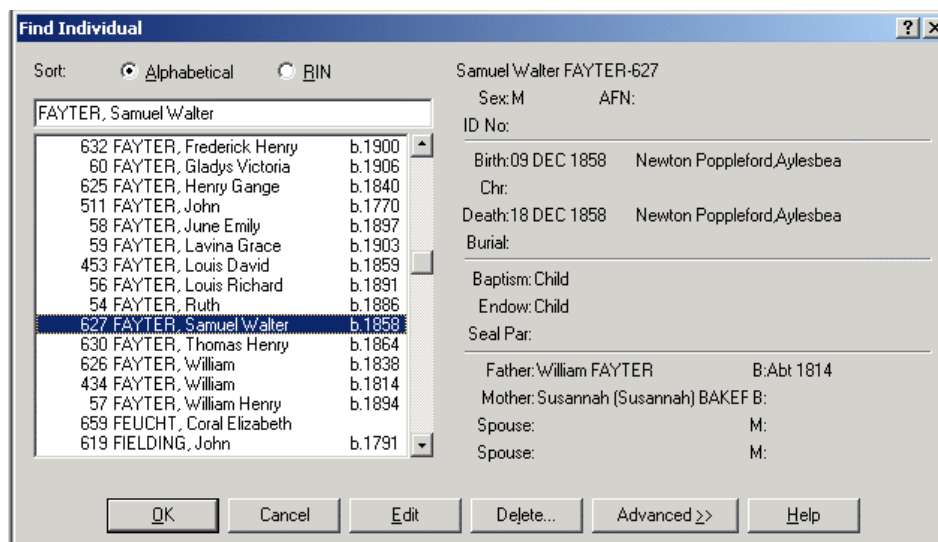 Find Individual
Sort: Alphabetical RIN
FAYTER, Samuel Walter
632 FAYTER, Frederick Henry b.1900
60 FAYTER, Gladys Victoria b.1906
625 FAYTER, Henry Gange b.1840
511 FAYTER, John b.1770
58 FAYTER, June Emily b.1897
59 FAYTER, Lavina Grace b.1903
453 FAYTER, Louis David b.1859
56 FAYTER, Louis Richard b.1891
54 FAYTER, Ruth b.1886
627 FAYTER, Samuel Walter b.1858
630 FAYTER, Thomas Henry b.1864
626 FAYTER, William b.1838
434 FAYTER, William b.1814
57 FAYTER, William Henry b.1894
659 FEUCHT, Coral Elizabeth
619 FIELDING, John b.1791
Samuel Walter FAYTER-627
Sex: M AFN:
ID No:
Birth: 09 DEC 1858 Newton Poppleford,Aylesbea
Chr:
Death: 18 DEC 1858 Newton Poppleford,Aylesbea
Burial:
Baptism: Child
Endow: Child
Seal Par:
Father: William FAYTER B: Abt 1814
Mother: Susannah (Susannah) BAKEF B:
Spouse: M:
Spouse: M:
OK Cancel Edit Delete... Advanced >> Help